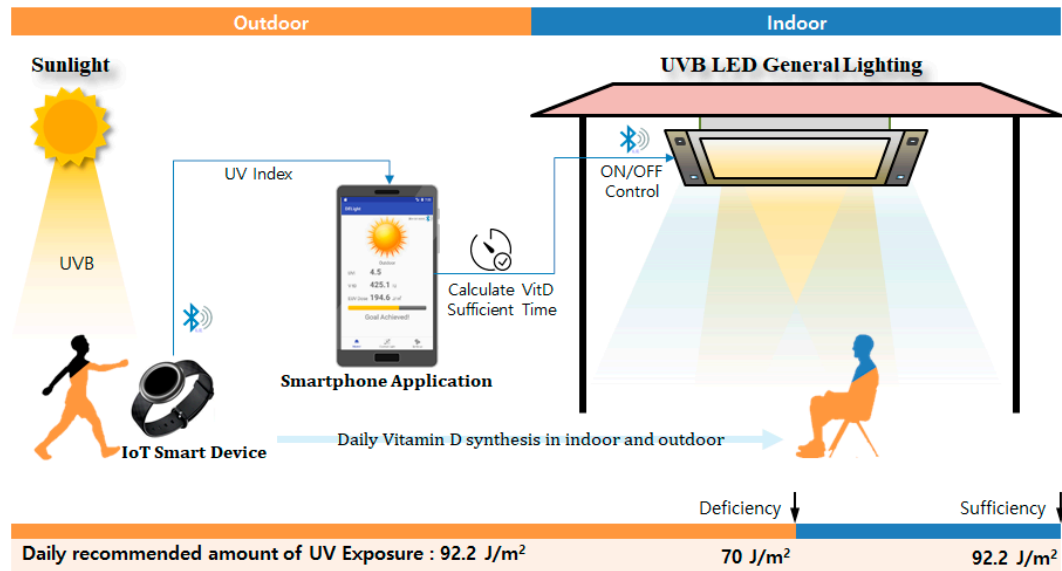 Outdoor
Indoor
Sunlight
UVB LED General Lighting
UV Index
ON/OFF
Control
UVB
Outdoor
4.5
425.1
194.6
Goal Achieved!
Calculate VitD
Sufficient Time
Smartphone Application
IoT Smart Device
Daily Vitamin D synthesis in indoor and outdoor
Deficiency
Sufficiency
Daily recommended amount of UV Exposure : 92.2 J/m²
70 J/m²
92.2 J/m²